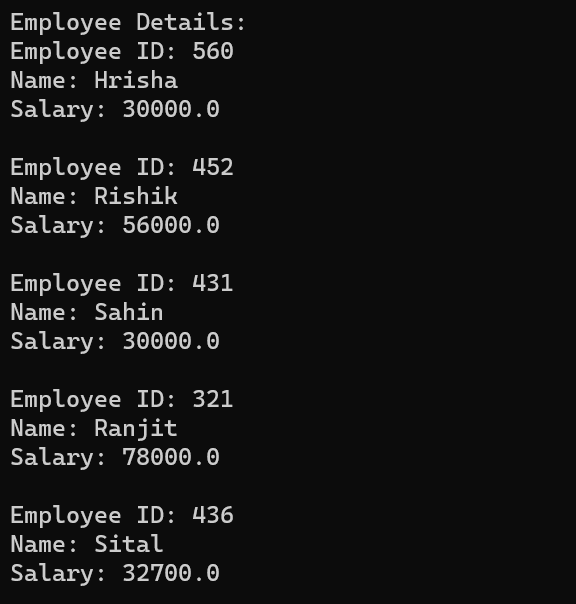 Employee Details:
Employee ID: 560
Name: Hrisha
Salary: 30000.0
Employee ID: 452
Name: Rishik
Salary: 56000.0
Employee ID: 431
Name: Sahin
Salary: 30000.0
Employee ID: 321
Name: Ranjit
Salary: 78000.0
Employee ID: 436
Name: Sital
Salary: 32700.0